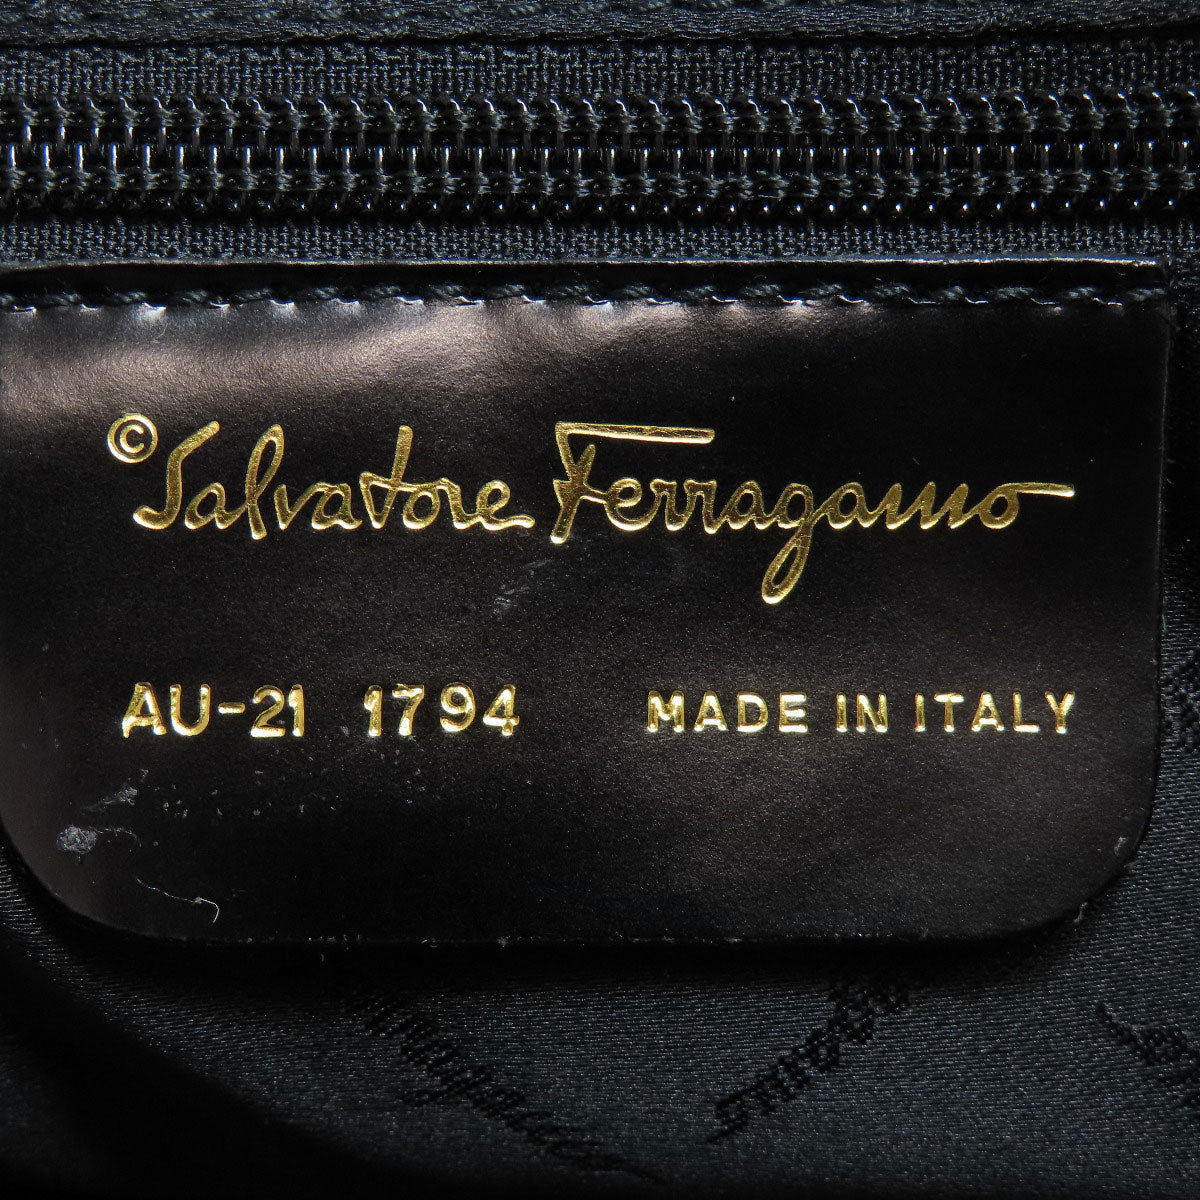 © Salvatore Ferragamo
AU-21 1794 MADE IN ITALY